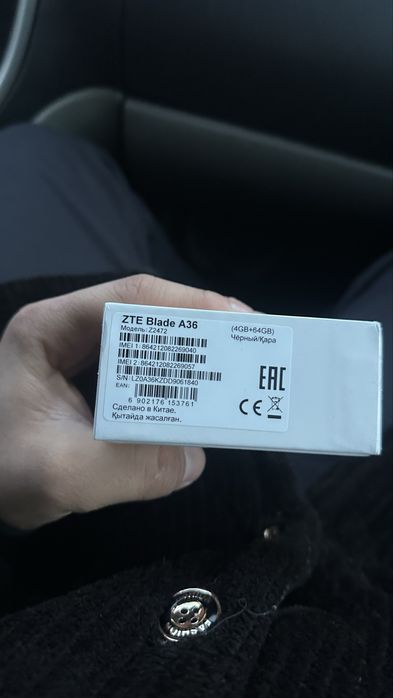 ZTE Blade A36
(4GB+64GB)
Модель: Z2472
Чёрный/Қара
IMEI 1: 864212082269040
IMEI 2: 864212082269057
S/N: LZ0A36KZDD9061840
EAN:
6 902176 153761
EAC
CE
Сделано в Китае.
Қытайда жасалған.